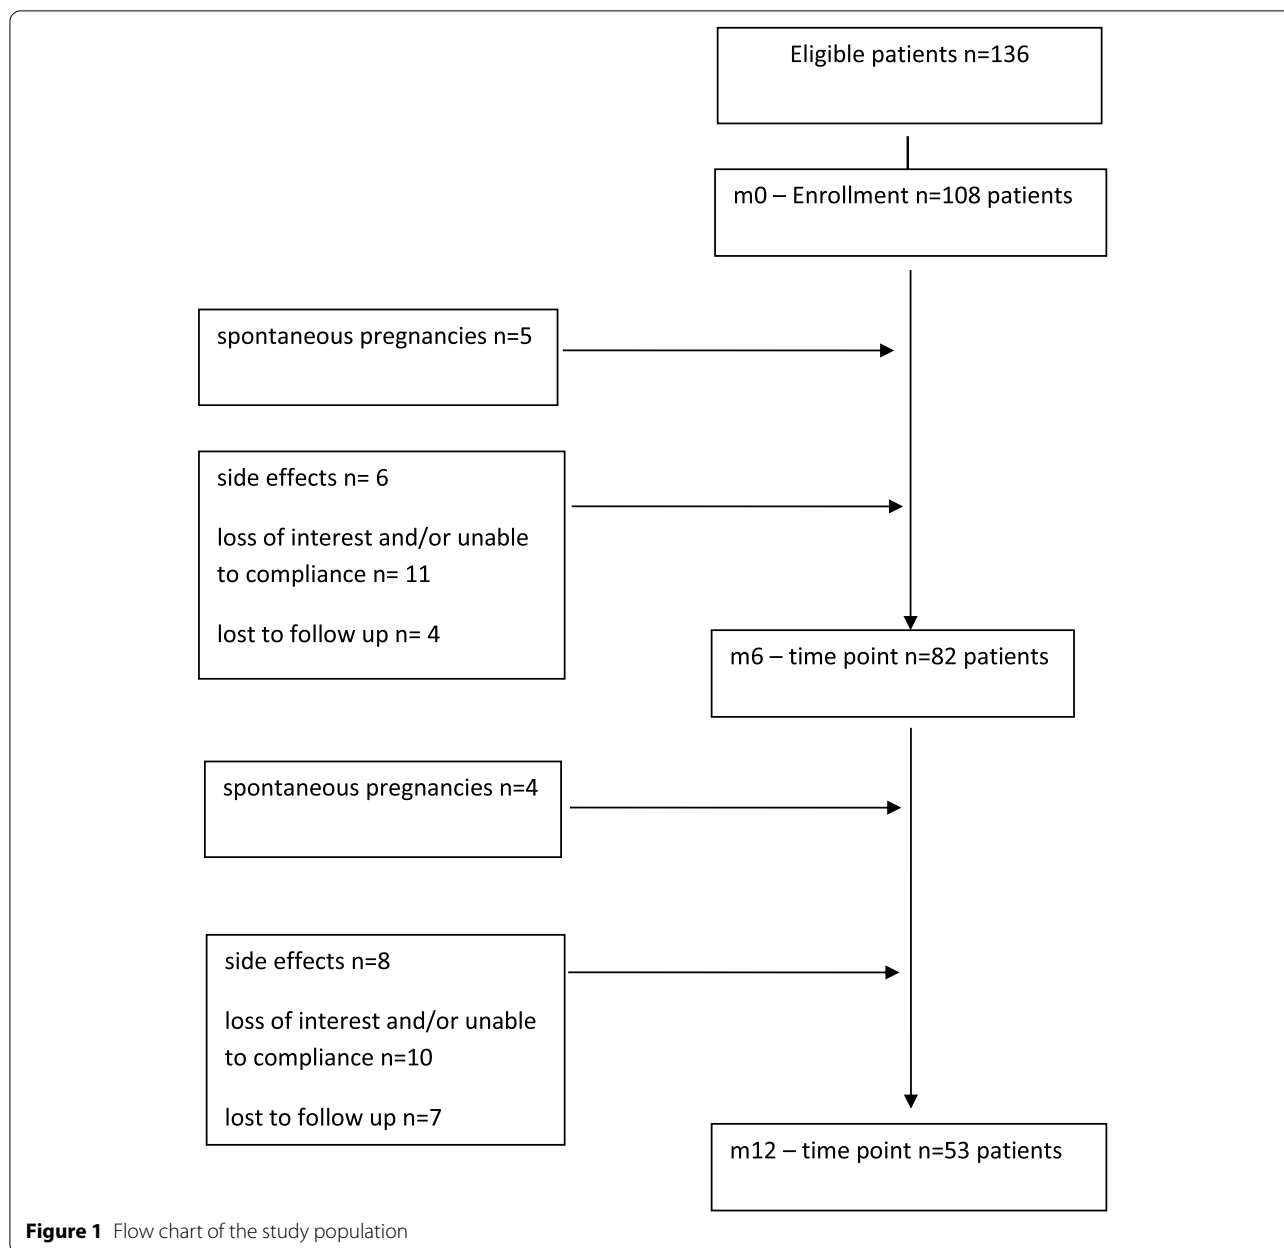 Eligible patients n=136
m0 – Enrollment n=108 patients
spontaneous pregnancies n=5
side effects n= 6
loss of interest and/or unable
to compliance n= 11
lost to follow up n= 4
m6 – time point n=82 patients
spontaneous pregnancies n=4
side effects n=8
loss of interest and/or unable
to compliance n=10
lost to follow up n=7
m12 – time point n=53 patients
Figure 1 Flow chart of the study population